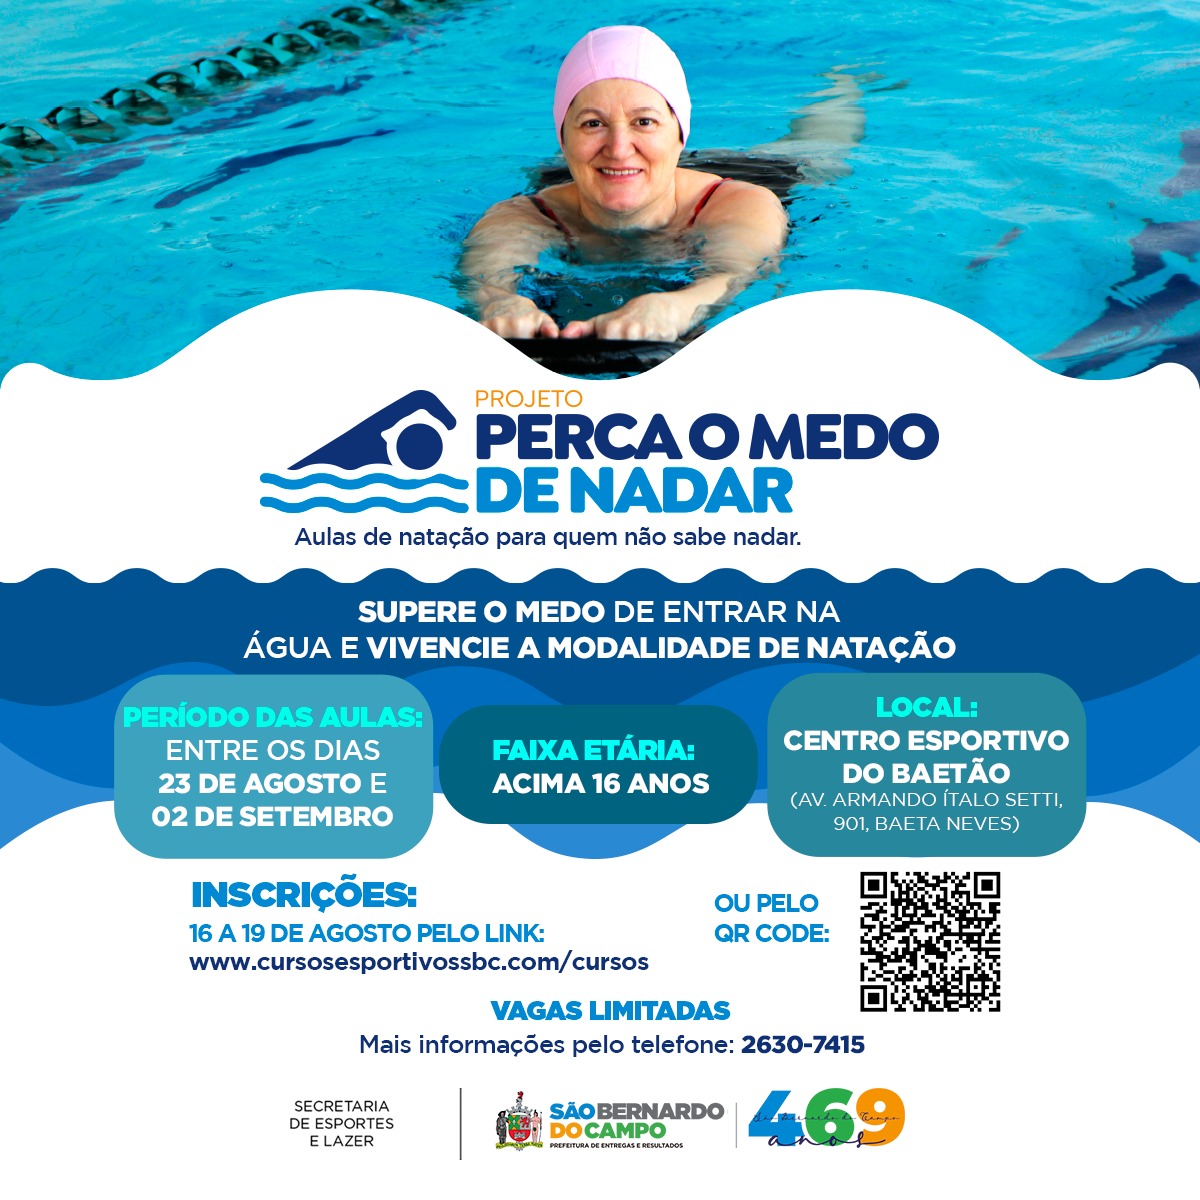 PROJETO
PERCA O MEDO
DE NADAR
Aulas de natação para quem não sabe nadar.
SUPERE O MEDO DE ENTRAR NA
ÁGUA E VIVENCIE A MODALIDADE DE NATAÇÃO
PERÍODO DAS AULAS:
ENTRE OS DIAS
23 DE AGOSTO E
02 DE SETEMBRO
FAIXA ETÁRIA:
ACIMA 16 ANOS
LOCAL:
CENTRO ESPORTIVO
DO BAETÃO
(AV. ARMANDO ÍTALO SETTI,
901, BAETA NEVES)
INSCRIÇÕES:
16 A 19 DE AGOSTO PELO LINK:
www.cursosesportivossbc.com/cursos
OU PELO
QR CODE:
VAGAS LIMITADAS
Mais informações pelo telefone: 2630-7415
SECRETARIA
DE ESPORTES
E LAZER
SÃO BERNARDO
DO CAMPO
PREFEITURA DE ENTREGAS E RESULTADOS
469
São Bernardo do Campo
anos